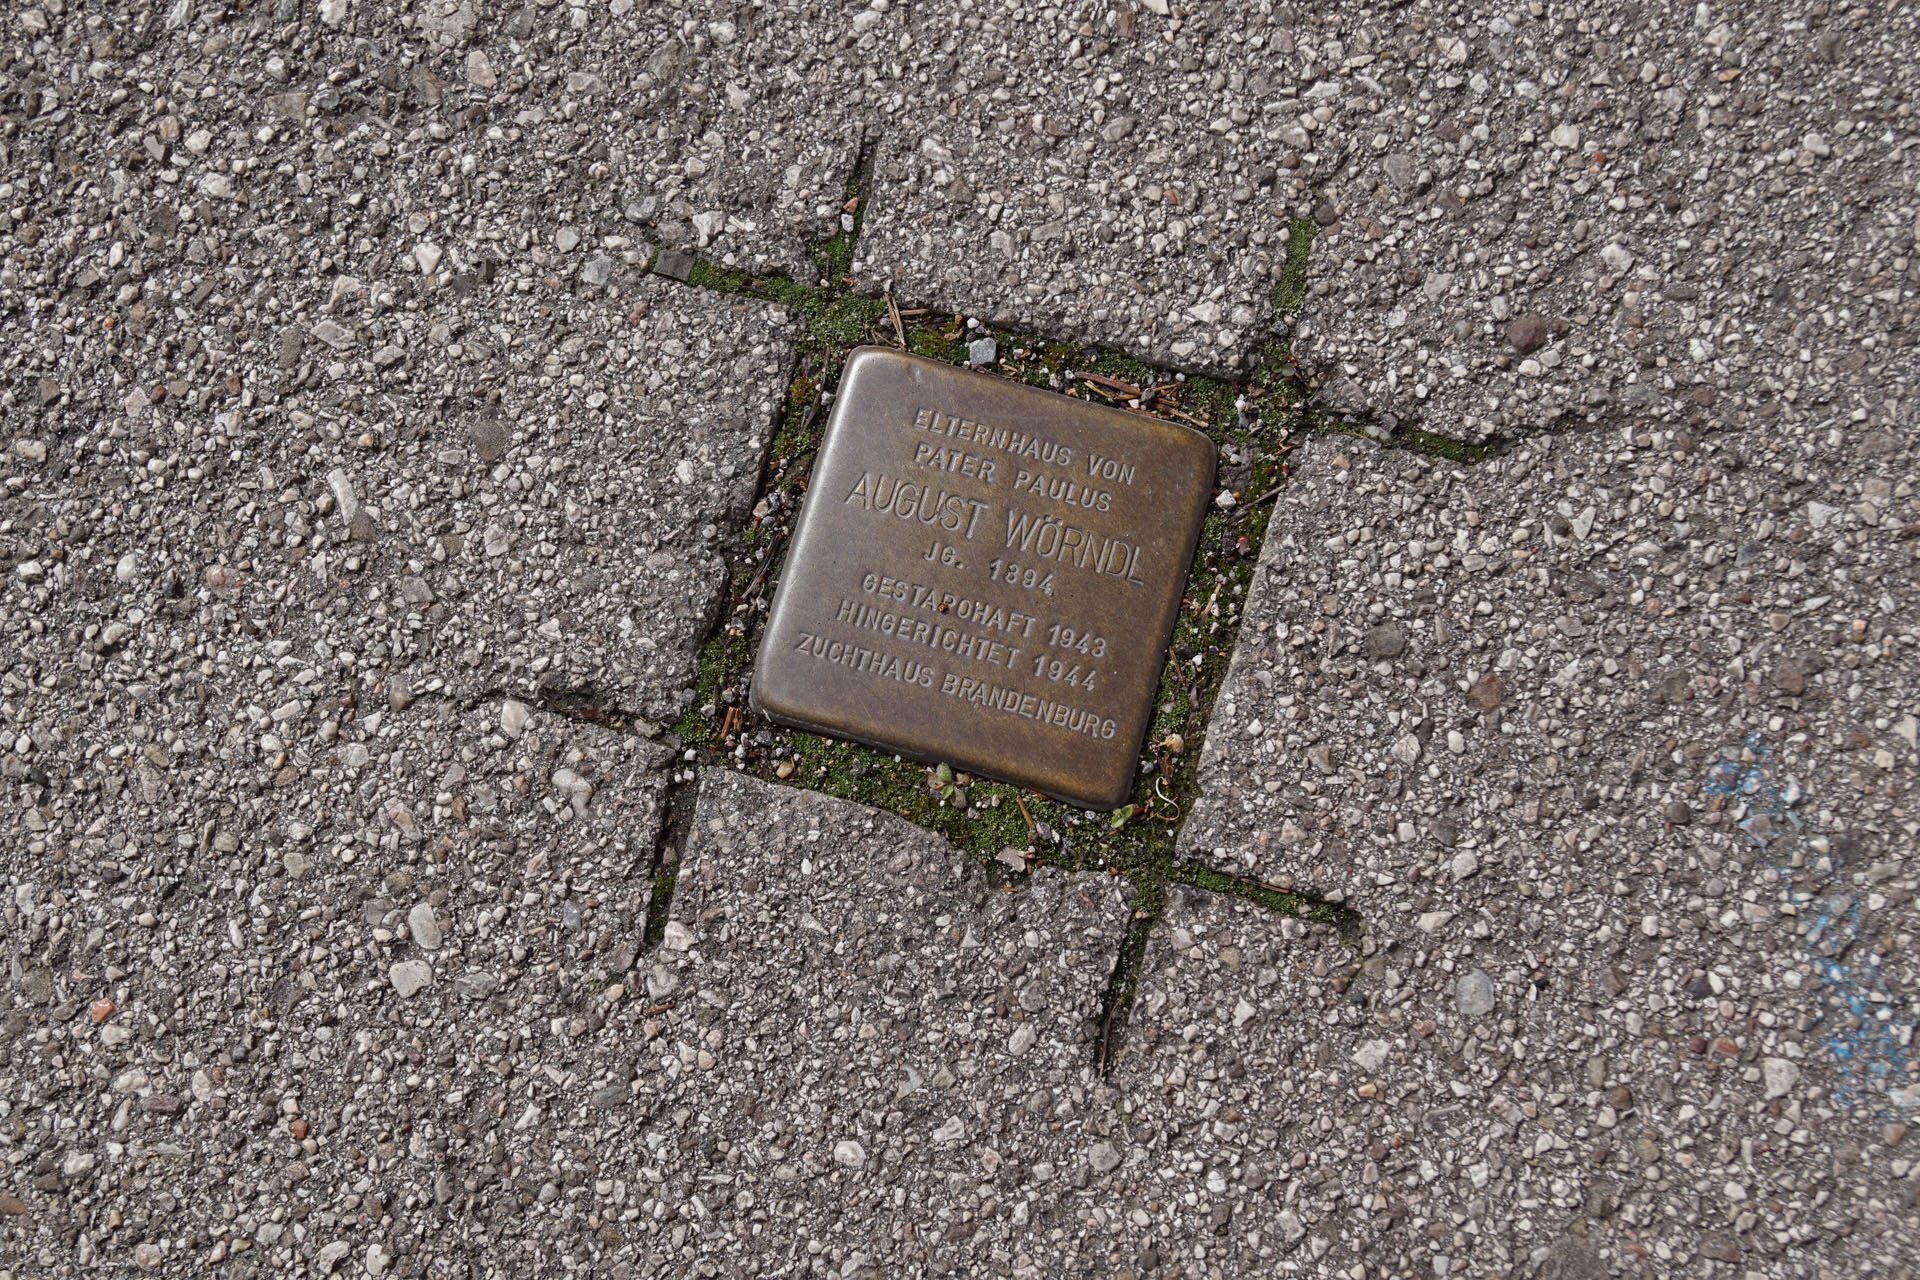 ELTERNHAUS VON
PATER PAULUS
AUGUST WÖRNDL
JG. 1894
GESTAPOHAFT 1943
HINGERICHTET 1944
ZUCHTHAUS BRANDENBURG